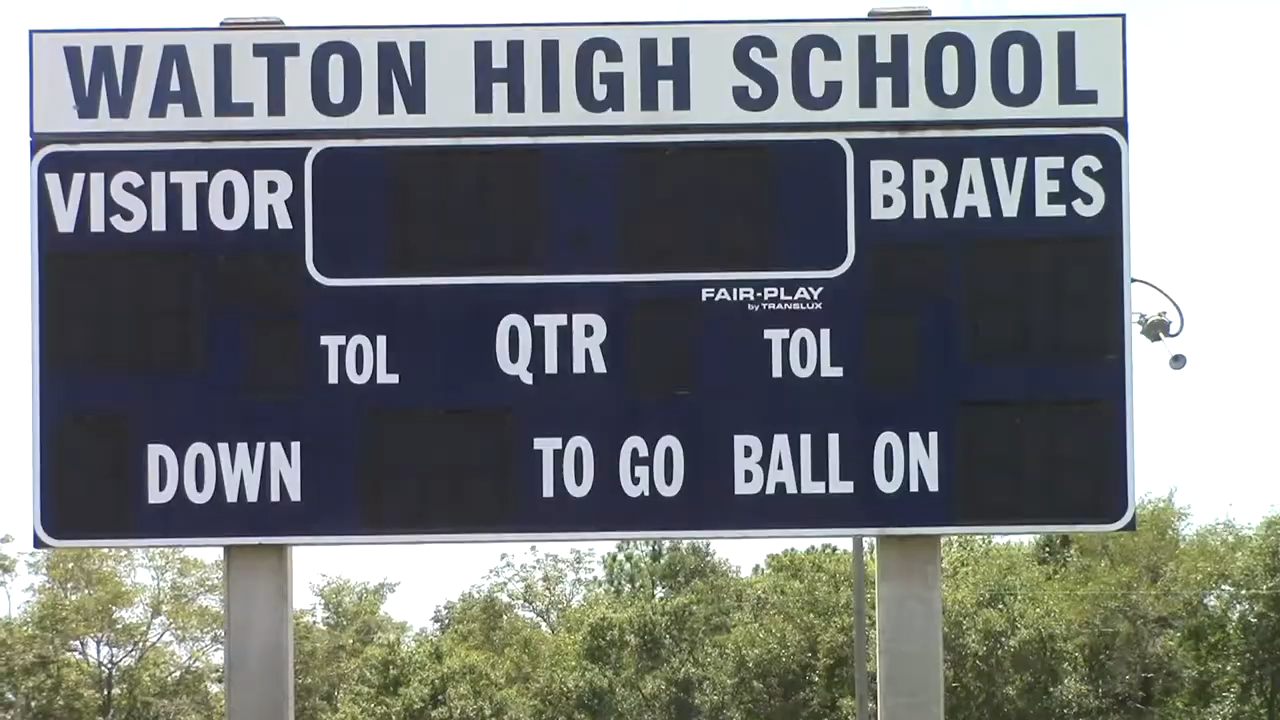 WALTON HIGH SCHOOL
VISITOR
BRAVES
FAIR-PLAY
by TRANSLUX
TOL QTR TOL
DOWN TO GO BALL ON